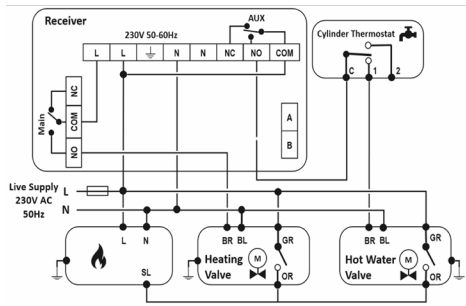 Receiver
AUX
230V 50-60Hz
L L N N NC NO COM
Cylinder Thermostat
C 1 2
NC
COM
NO
Main
A
B
Live Supply
230V AC
50Hz
L
N
L N
SL
BR BL
GR
Heating
Valve
M
OR
BR BL
GR
Hot Water
Valve
M
OR